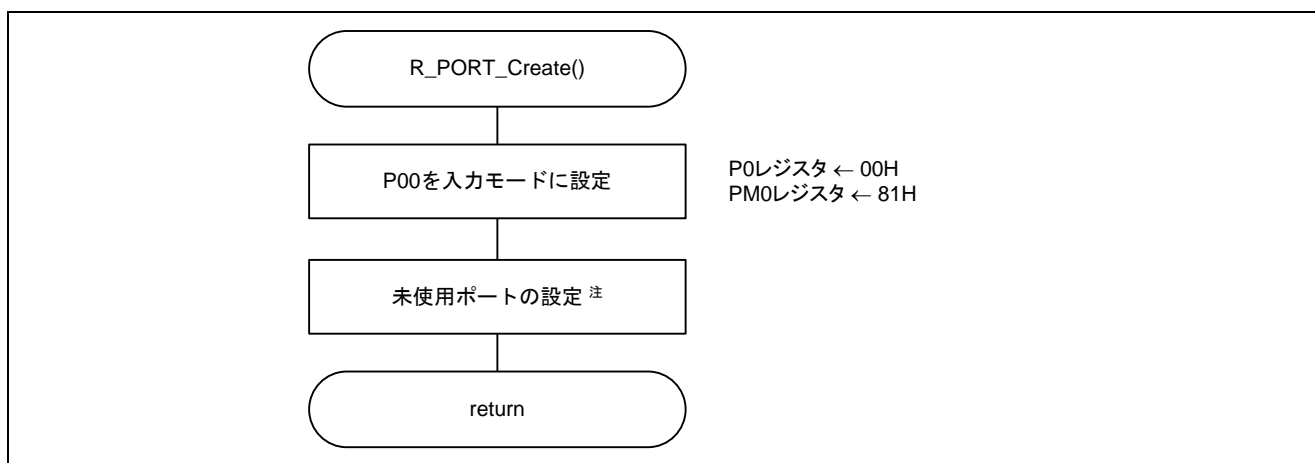 R_PORT_Create()
P00を入力モードに設定
P0レジスタ ← 00H
PM0レジスタ ← 81H
未使用ポートの設定 注
return